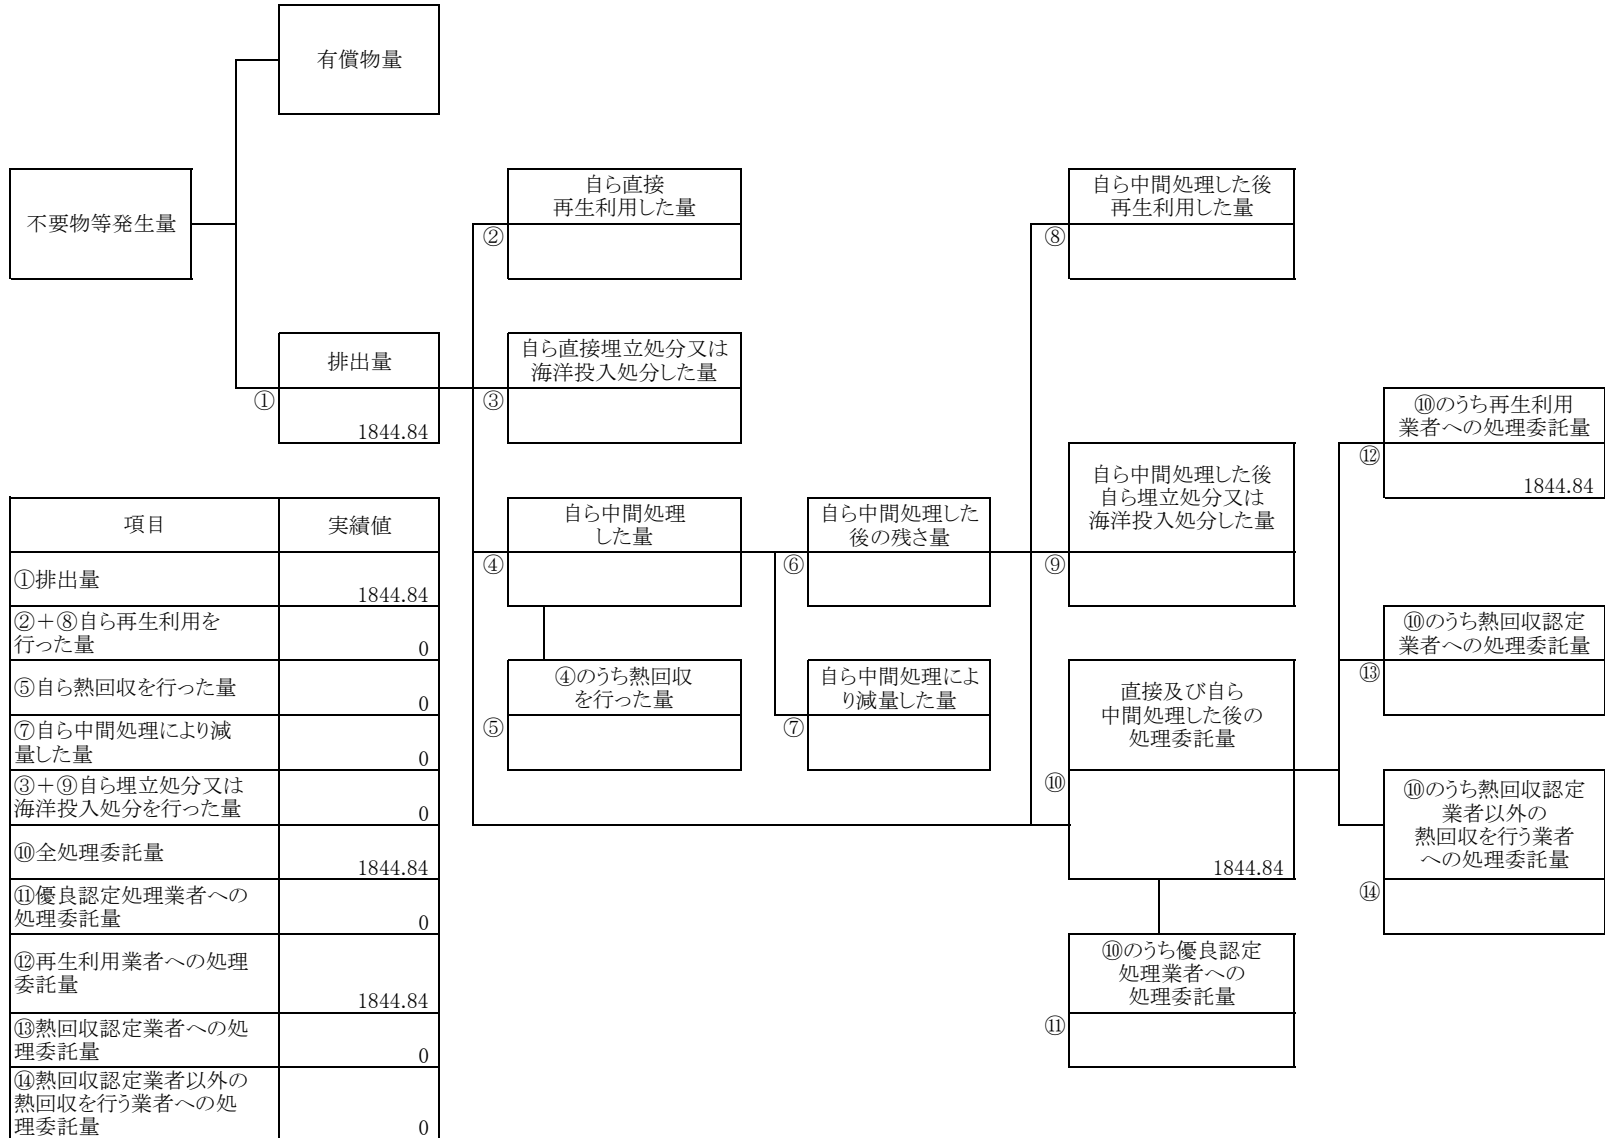 有償物量
不要物等発生量
自ら直接
再生利用した量
②
自ら中間処理した後
再生利用した量
⑧
排出量
①
1844.84
自ら直接埋立処分又は
海洋投入処分した量
③
⑩のうち再生利用
業者への処理委託量
⑫
1844.84
自ら中間処理した後
自ら埋立処分又は
海洋投入処分した量
⑨
自ら中間処理
した量
④
自ら中間処理した
後の残さ量
⑥
④のうち熱回収
を行った量
⑤
自ら中間処理によ
り減量した量
⑦
直接及び自ら
中間処理した後の
処理委託量
⑩
1844.84
⑩のうち熱回収認定
業者への処理委託量
⑬
⑩のうち熱回収認定
業者以外の
熱回収を行う業者
への処理委託量
⑭
⑩のうち優良認定
処理業者への
処理委託量
⑪
項目 実績値
①排出量 1844.84
②+⑧自ら再生利用を
行った量 0
⑤自ら熱回収を行った量 0
⑦自ら中間処理により減
量した量 0
③+⑨自ら埋立処分又は
海洋投入処分を行った量 0
⑩全処理委託量 1844.84
⑪優良認定処理業者への
処理委託量 0
⑫再生利用業者への処理
委託量 1844.84
⑬熱回収認定業者への処
理委託量 0
⑭熱回収認定業者以外の
熱回収を行う業者への処
理委託量 0